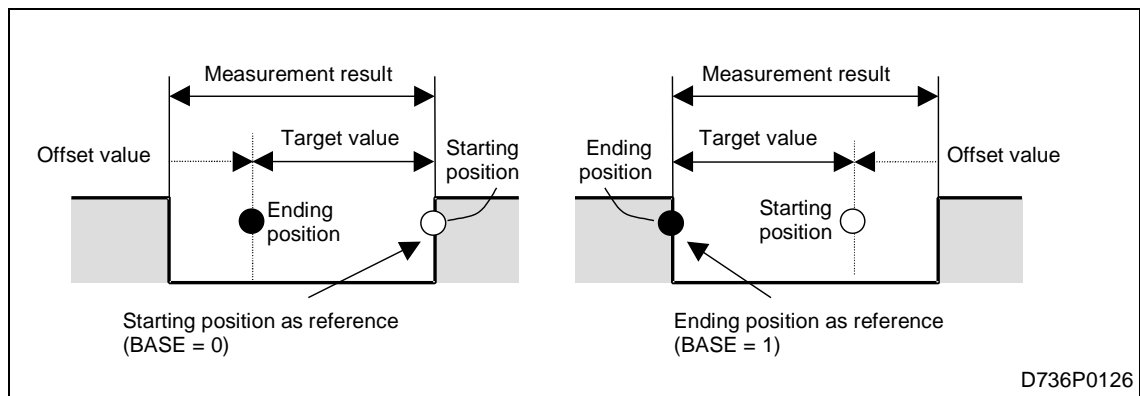 Measurement result
Target value
Offset value
Starting
position
Ending
position
Starting position as reference
(BASE = 0)
Measurement result
Target value
Ending
position
Offset value
Starting
position
Ending position as reference
(BASE = 1)
D736P0126